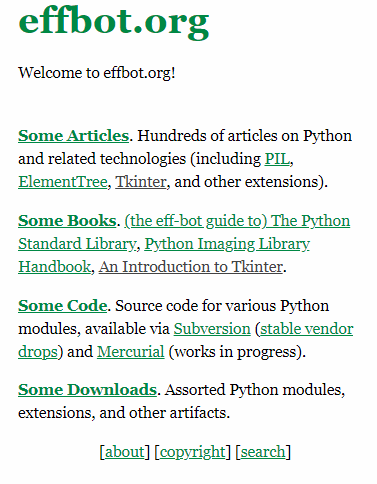 effbot.org
Welcome to effbot.org!
Some Articles. Hundreds of articles on Python
and related technologies (including PIL,
ElementTree, Tkinter, and other extensions).
Some Books. (the eff-bot guide to) The Python
Standard Library, Python Imaging Library
Handbook, An Introduction to Tkinter.
Some Code. Source code for various Python
modules, available via Subversion (stable vendor
drops) and Mercurial (works in progress).
Some Downloads. Assorted Python modules,
extensions, and other artifacts.
[about] [copyright] [search]